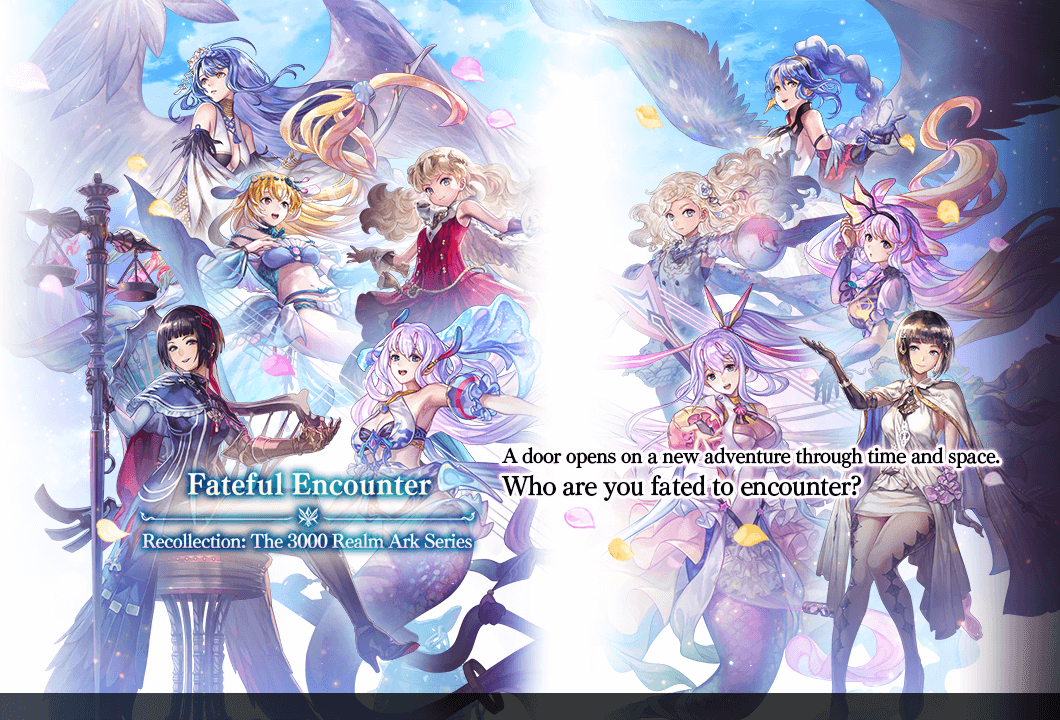 A door opens on a new adventure through time and space.
Who are you fated to encounter?
Fateful Encounter
Recollection: The 3000 Realm Ark Series